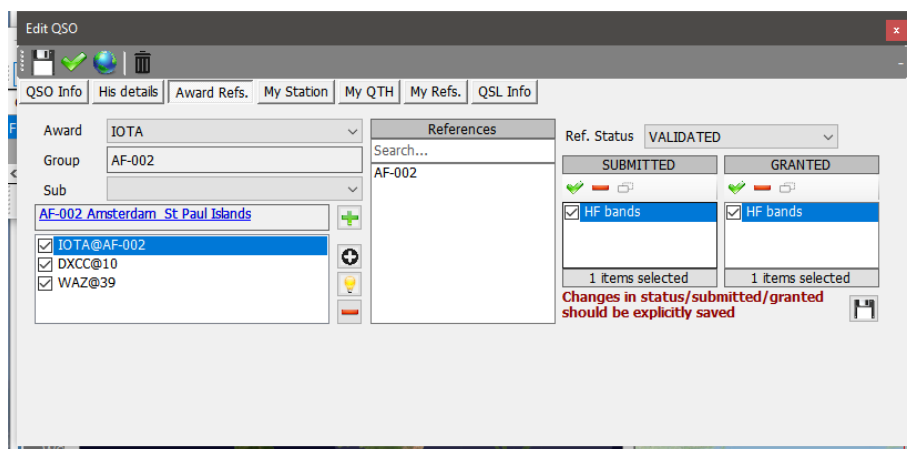 Edit QSO
x
QSO Info His details Award Refs. My Station My QTH My Refs. QSL Info
Award IOTA
Group AF-002
Sub
AF-002 Amsterdam St Paul Islands
IOTA@AF-002
DXCC@10
WAZ@39
References
Search...
AF-002
Ref. Status VALIDATED
SUBMITTED GRANTED
HF bands HF bands
1 items selected 1 items selected
Changes in status/submitted/granted
should be explicitly saved